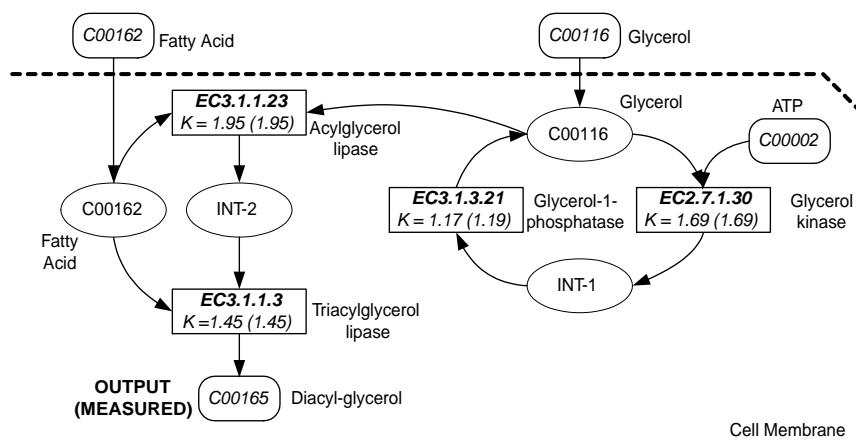 C00162
Fatty Acid
C00116
Glycerol
EC3.1.1.23
K = 1.95 (1.95)
Acylglycerol
lipase
Glycerol
C00116
ATP
C00002
C00162
Fatty
Acid
INT-2
EC3.1.3.21
K = 1.17 (1.19)
Glycerol-1-
phosphatase
EC2.7.1.30
K = 1.69 (1.69)
Glycerol
kinase
INT-1
EC3.1.1.3
K =1.45 (1.45)
Triacylglycerol
lipase
OUTPUT
(MEASURED)
C00165
Diacyl-glycerol
Cell Membrane